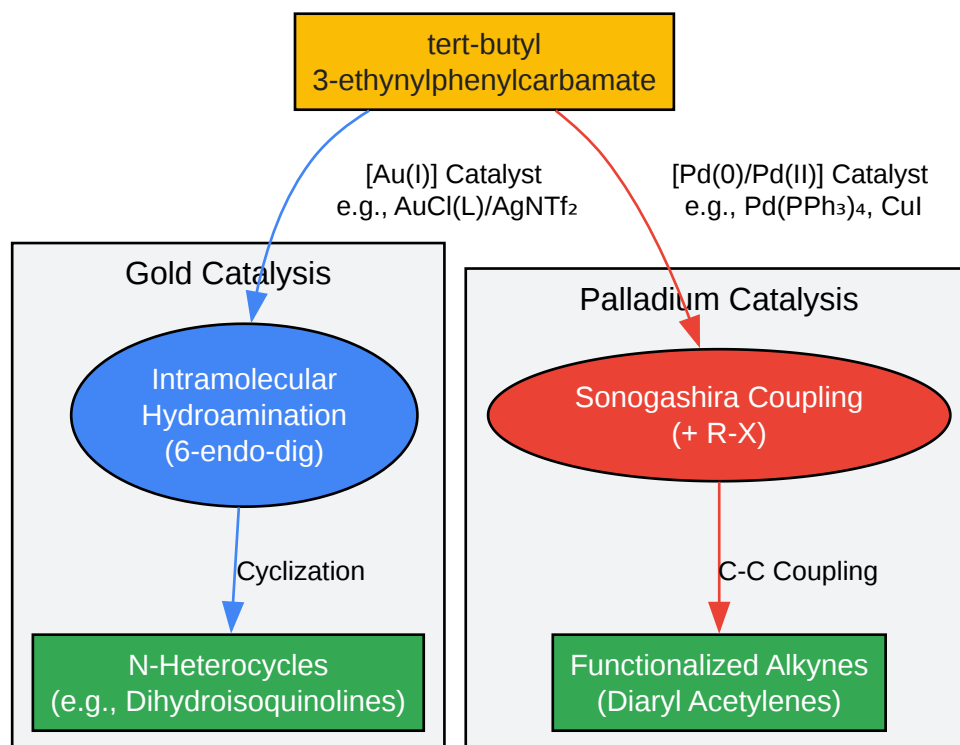 tert-butyl
3-ethynylphenylcarbamate
[Au(I)] Catalyst
e.g., AuCl(L)/AgNTf₂
[Pd(0)/Pd(II)] Catalyst
e.g., Pd(PPh₃)₄, CuI
Gold Catalysis
Palladium Catalysis
Intramolecular
Hydroamination
(6-endo-dig)
Sonogashira Coupling
(+ R-X)
Cyclization
C-C Coupling
N-Heterocycles
(e.g., Dihydroisoquinolines)
Functionalized Alkynes
(Diaryl Acetylenes)